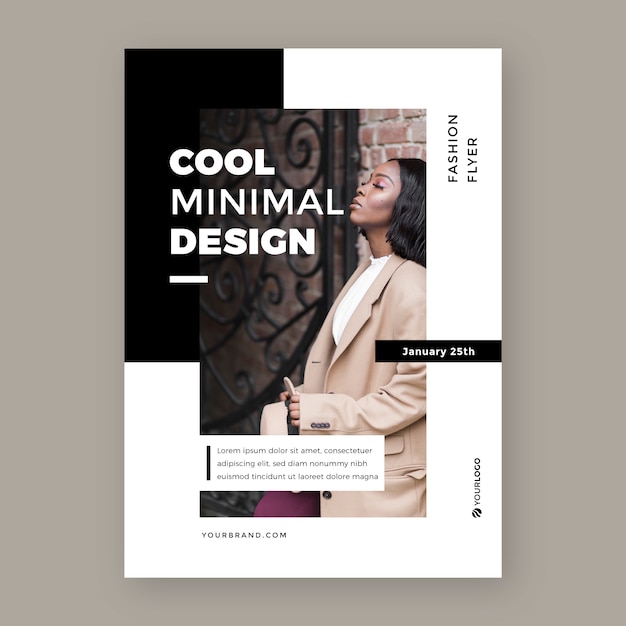 COOL
MINIMAL
DESIGN
FASHION
FLYER
January 25th
Lorem ipsum dolor sit amet, consectetuer
adipiscing elit, sed diam nonummy nibh
euismod tincidunt ut laoreet dolore magna
YOURLOGO
YOURBRAND.COM